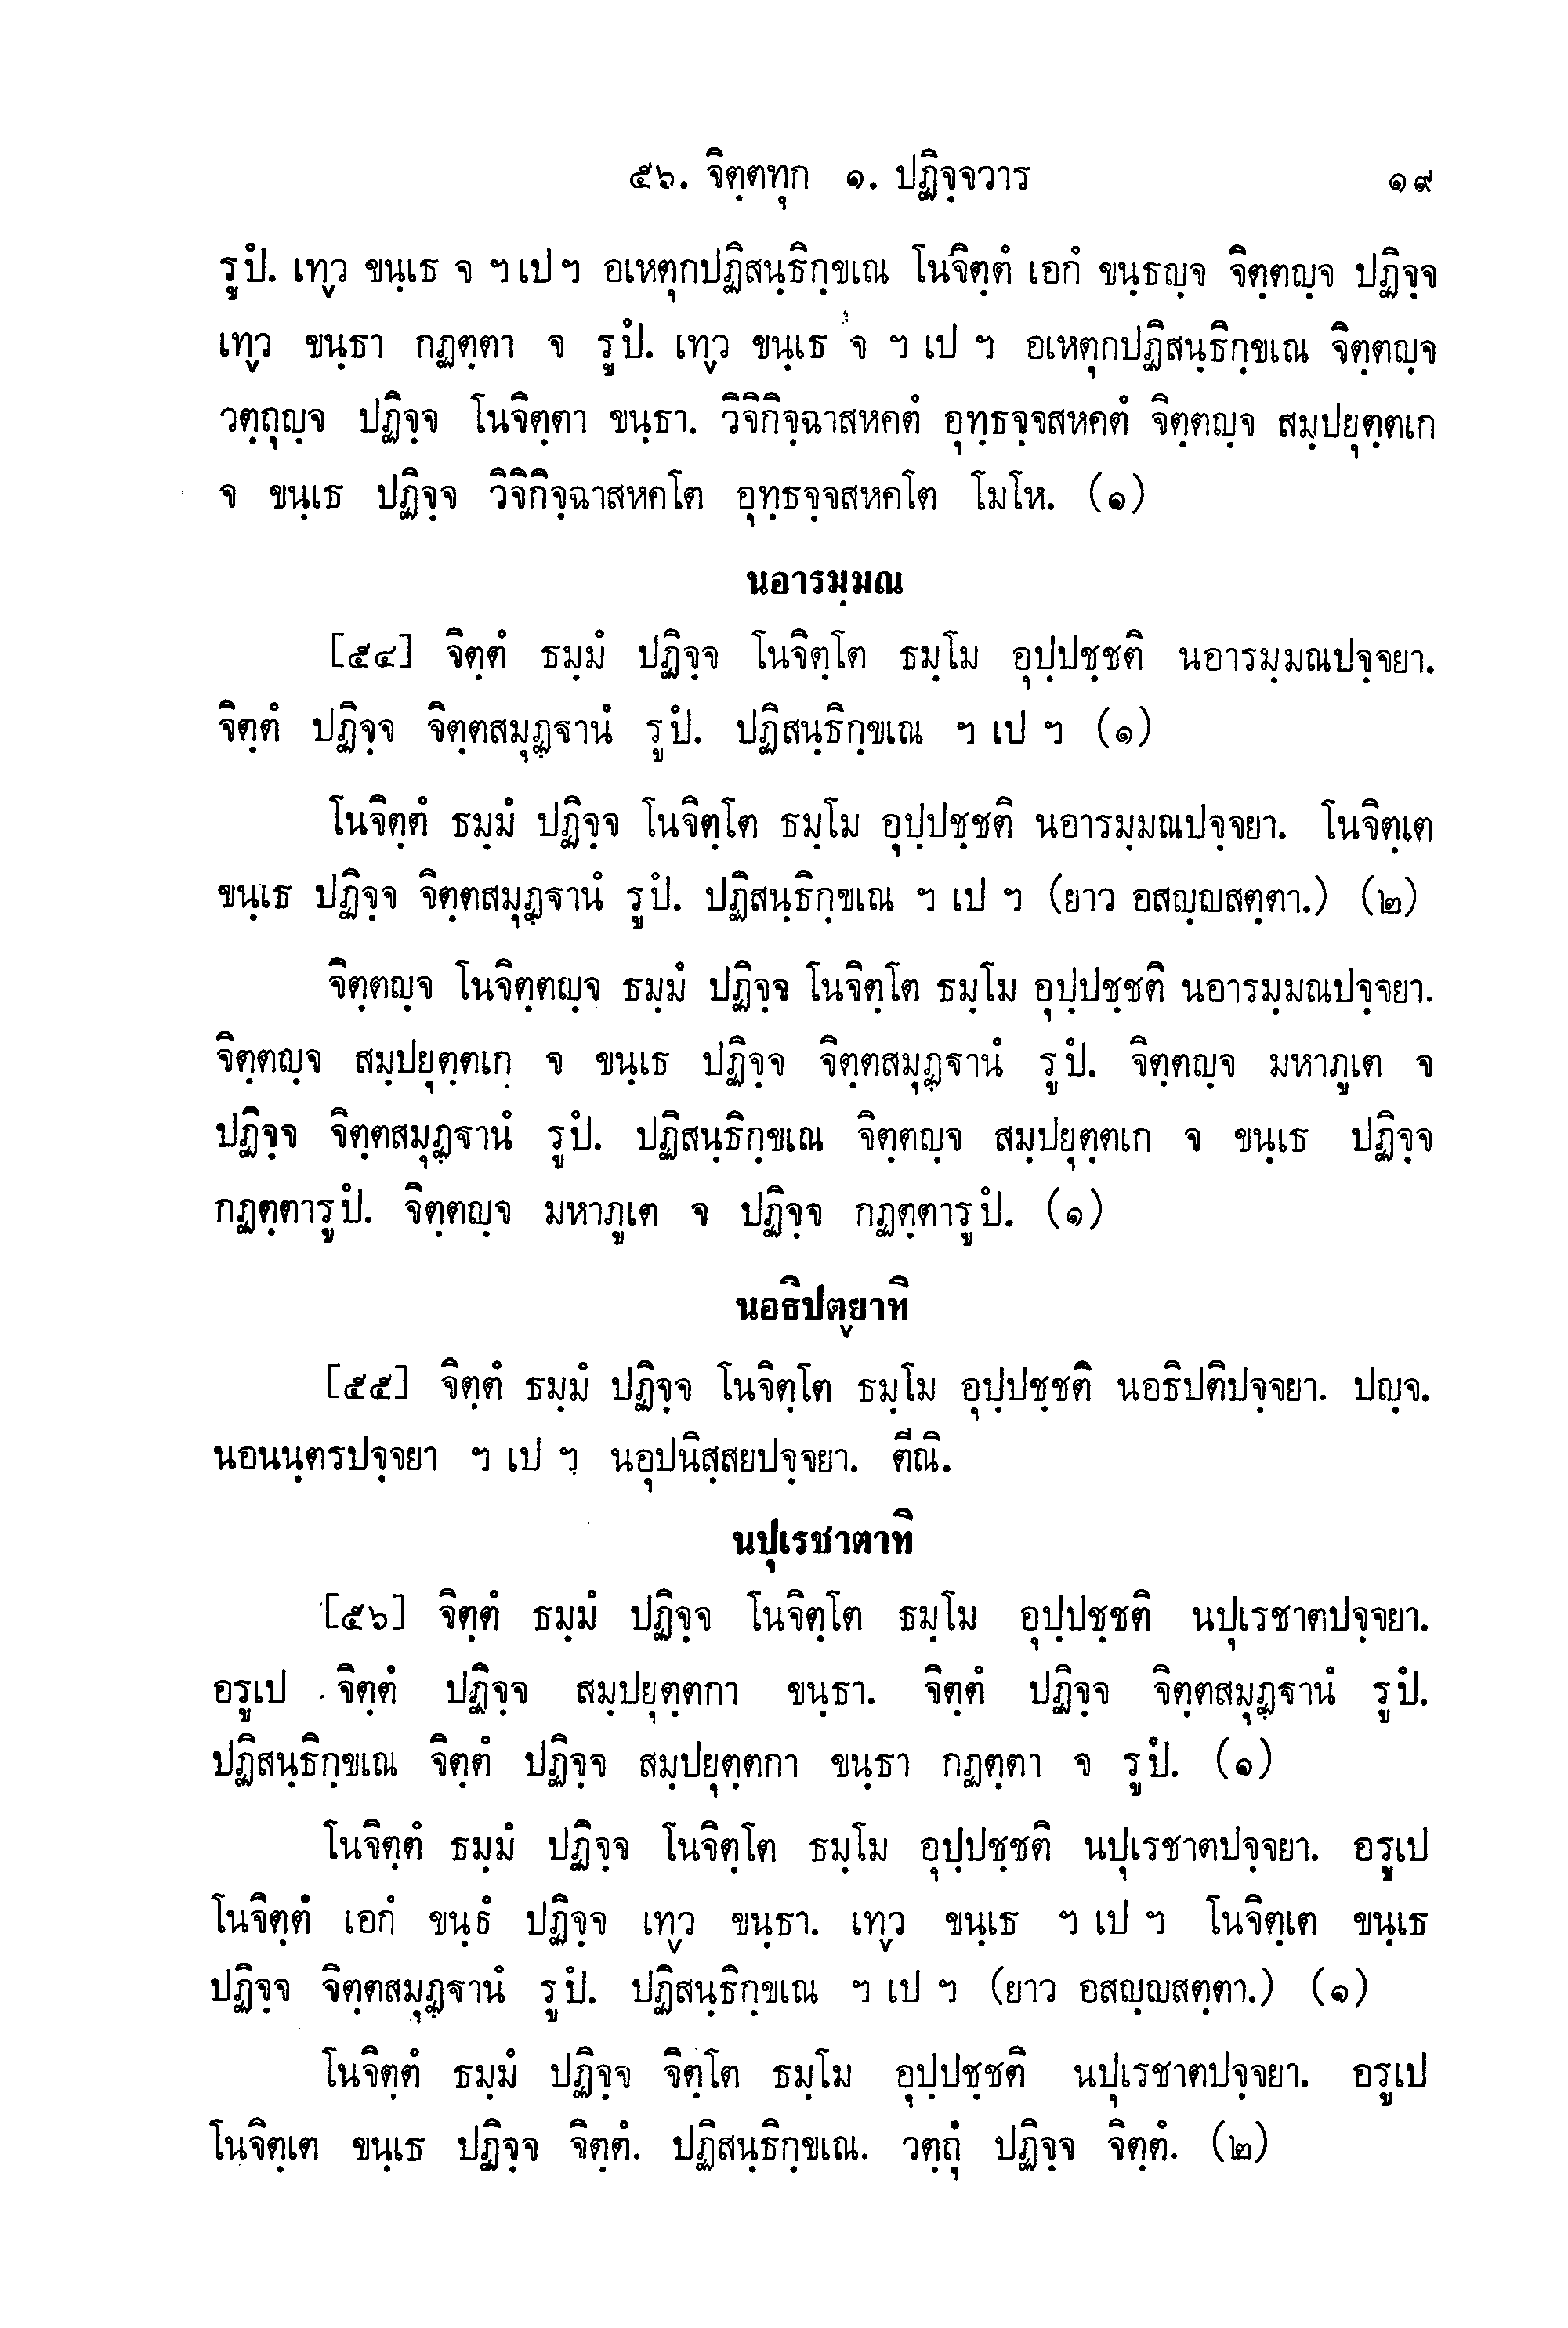 ๕๖. จิตฺตทุก ๑. ปฏิจฺจวาร ๑๙
รูปํ. เทฺว ขนฺเธ จ ฯ เป ฯ อเหตุกปฏิสนฺธิกฺขเณ โนจิตฺตํ เอกํ ขนฺธญฺจ จิตฺตญฺจ ปฏิจฺจ
เทฺว ขนฺธา กฏตฺตา จ รูปํ. เทฺว ขนฺเธ จ ฯ เป ฯ อเหตุกปฏิสนฺธิกฺขเณ จิตฺตญฺจ
วตฺถุญฺจ ปฏิจฺจ โนจิตฺตา ขนฺธา. วิจิกิจฺฉาสหคตํ อุทฺธจฺจสหคตํ จิตฺตญฺจ สมฺปยุตฺตเก
จ ขนฺเธ ปฏิจฺจ วิจิกิจฺฉาสหคโต อุทฺธจฺจสหคโต โมโห. (๑)
นอารมฺมณ
[๕๔] จิตฺตํ ธมฺมํ ปฏิจฺจ โนจิตฺโต ธมฺโม อุปฺปชฺชติ นอารมฺมณปจฺจยา.
จิตฺตํ ปฏิจฺจ จิตฺตสมุฏฺฐานํ รูปํ. ปฏิสนฺธิกฺขเณ ฯ เป ฯ (๑)
โนจิตฺตํ ธมฺมํ ปฏิจฺจ โนจิตฺโต ธมฺโม อุปฺปชฺชติ นอารมฺมณปจฺจยา. โนจิตฺเต
ขนฺเธ ปฏิจฺจ จิตฺตสมุฏฺฐานํ รูปํ. ปฏิสนฺธิกฺขเณ ฯ เป ฯ (ยาว อสญฺญสตฺตา.) (๒)
จิตฺตญฺจ โนจิตฺตญฺจ ธมฺมํ ปฏิจฺจ โนจิตฺโต ธมฺโม อุปฺปชฺชติ นอารมฺมณปจฺจยา.
จิตฺตญฺจ สมฺปยุตฺตเก จ ขนฺเธ ปฏิจฺจ จิตฺตสมุฏฺฐานํ รูปํ. จิตฺตญฺจ มหาภูเต จ
ปฏิจฺจ จิตฺตสมุฏฺฐานํ รูปํ. ปฏิสนฺธิกฺขเณ จิตฺตญฺจ สมฺปยุตฺตเก จ ขนฺเธ ปฏิจฺจ
กฏตฺตารูปํ. จิตฺตญฺจ มหาภูเต จ ปฏิจฺจ กฏตฺตารูปํ. (๑)
นอธิปตฺยาทิ
[๕๕] จิตฺตํ ธมฺมํ ปฏิจฺจ โนจิตฺโต ธมฺโม อุปฺปชฺชติ นอธิปติปจฺจยา. ปญฺจ.
นอนนฺตรปจฺจยา ฯ เป ฯ นอุปนิสฺสยปจฺจยา. ตีณิ.
นปุเรชาตาทิ
[๕๖] จิตฺตํ ธมฺมํ ปฏิจฺจ โนจิตฺโต ธมฺโม อุปฺปชฺชติ นปุเรชาตปจฺจยา.
อรูเป จิตฺตํ ปฏิจฺจ สมฺปยุตฺตกา ขนฺธา. จิตฺตํ ปฏิจฺจ จิตฺตสมุฏฺฐานํ รูปํ.
ปฏิสนฺธิกฺขเณ จิตฺตํ ปฏิจฺจ สมฺปยุตฺตกา ขนฺธา กฏตฺตา จ รูปํ. (๑)
โนจิตฺตํ ธมฺมํ ปฏิจฺจ โนจิตฺโต ธมฺโม อุปฺปชฺชติ นปุเรชาตปจฺจยา. อรูเป
โนจิตฺตํ เอกํ ขนฺธํ ปฏิจฺจ เทฺว ขนฺธา. เทฺว ขนฺเธ ฯ เป ฯ โนจิตฺเต ขนฺเธ
ปฏิจฺจ จิตฺตสมุฏฺฐานํ รูปํ. ปฏิสนฺธิกฺขเณ ฯ เป ฯ (ยาว อสญฺญสตฺตา.) (๑)
โนจิตฺตํ ธมฺมํ ปฏิจฺจ จิตฺโต ธมฺโม อุปฺปชฺชติ นปุเรชาตปจฺจยา. อรูเป
โนจิตฺเต ขนฺเธ ปฏิจฺจ จิตฺตํ. ปฏิสนฺธิกฺขเณ. วตฺถุํ ปฏิจฺจ จิตฺตํ. (๒)